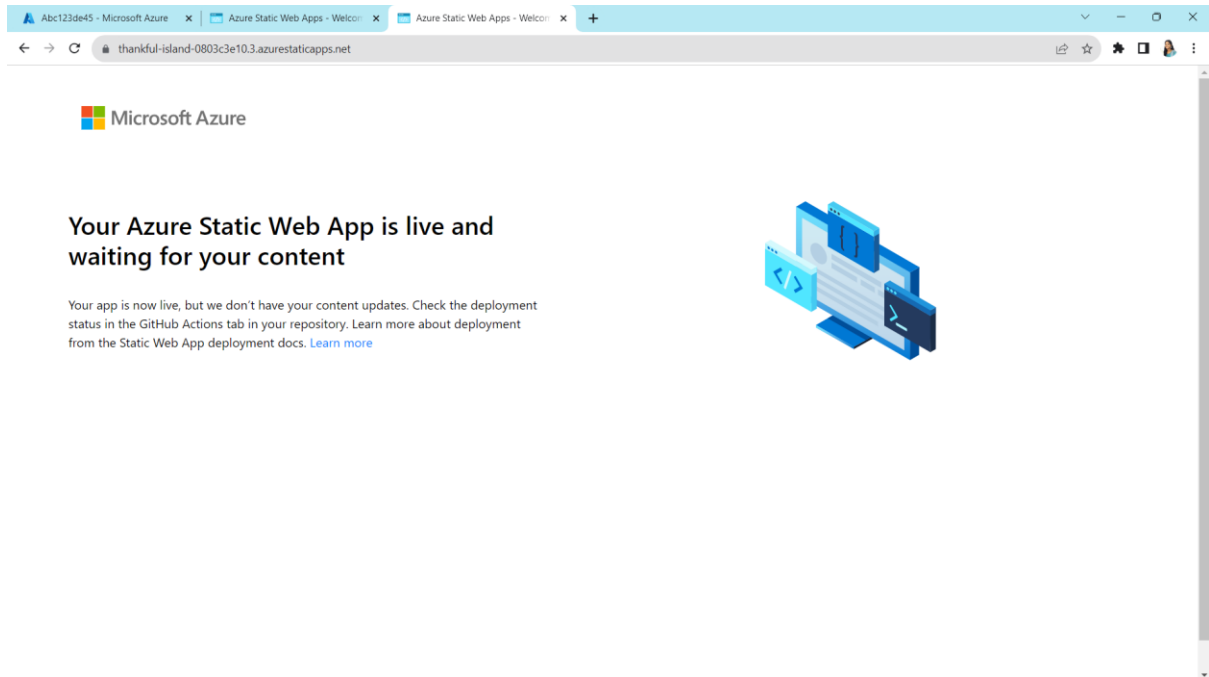 Abc123de45 - Microsoft Azure
Azure Static Web Apps - Welcon
Azure Static Web Apps - Welcon
thankful-island-0803c3e10.3.azurestaticapps.net
Microsoft Azure
Your Azure Static Web App is live and
waiting for your content
Your app is now live, but we don't have your content updates. Check the deployment
status in the GitHub Actions tab in your repository. Learn more about deployment
from the Static Web App deployment docs. Learn more